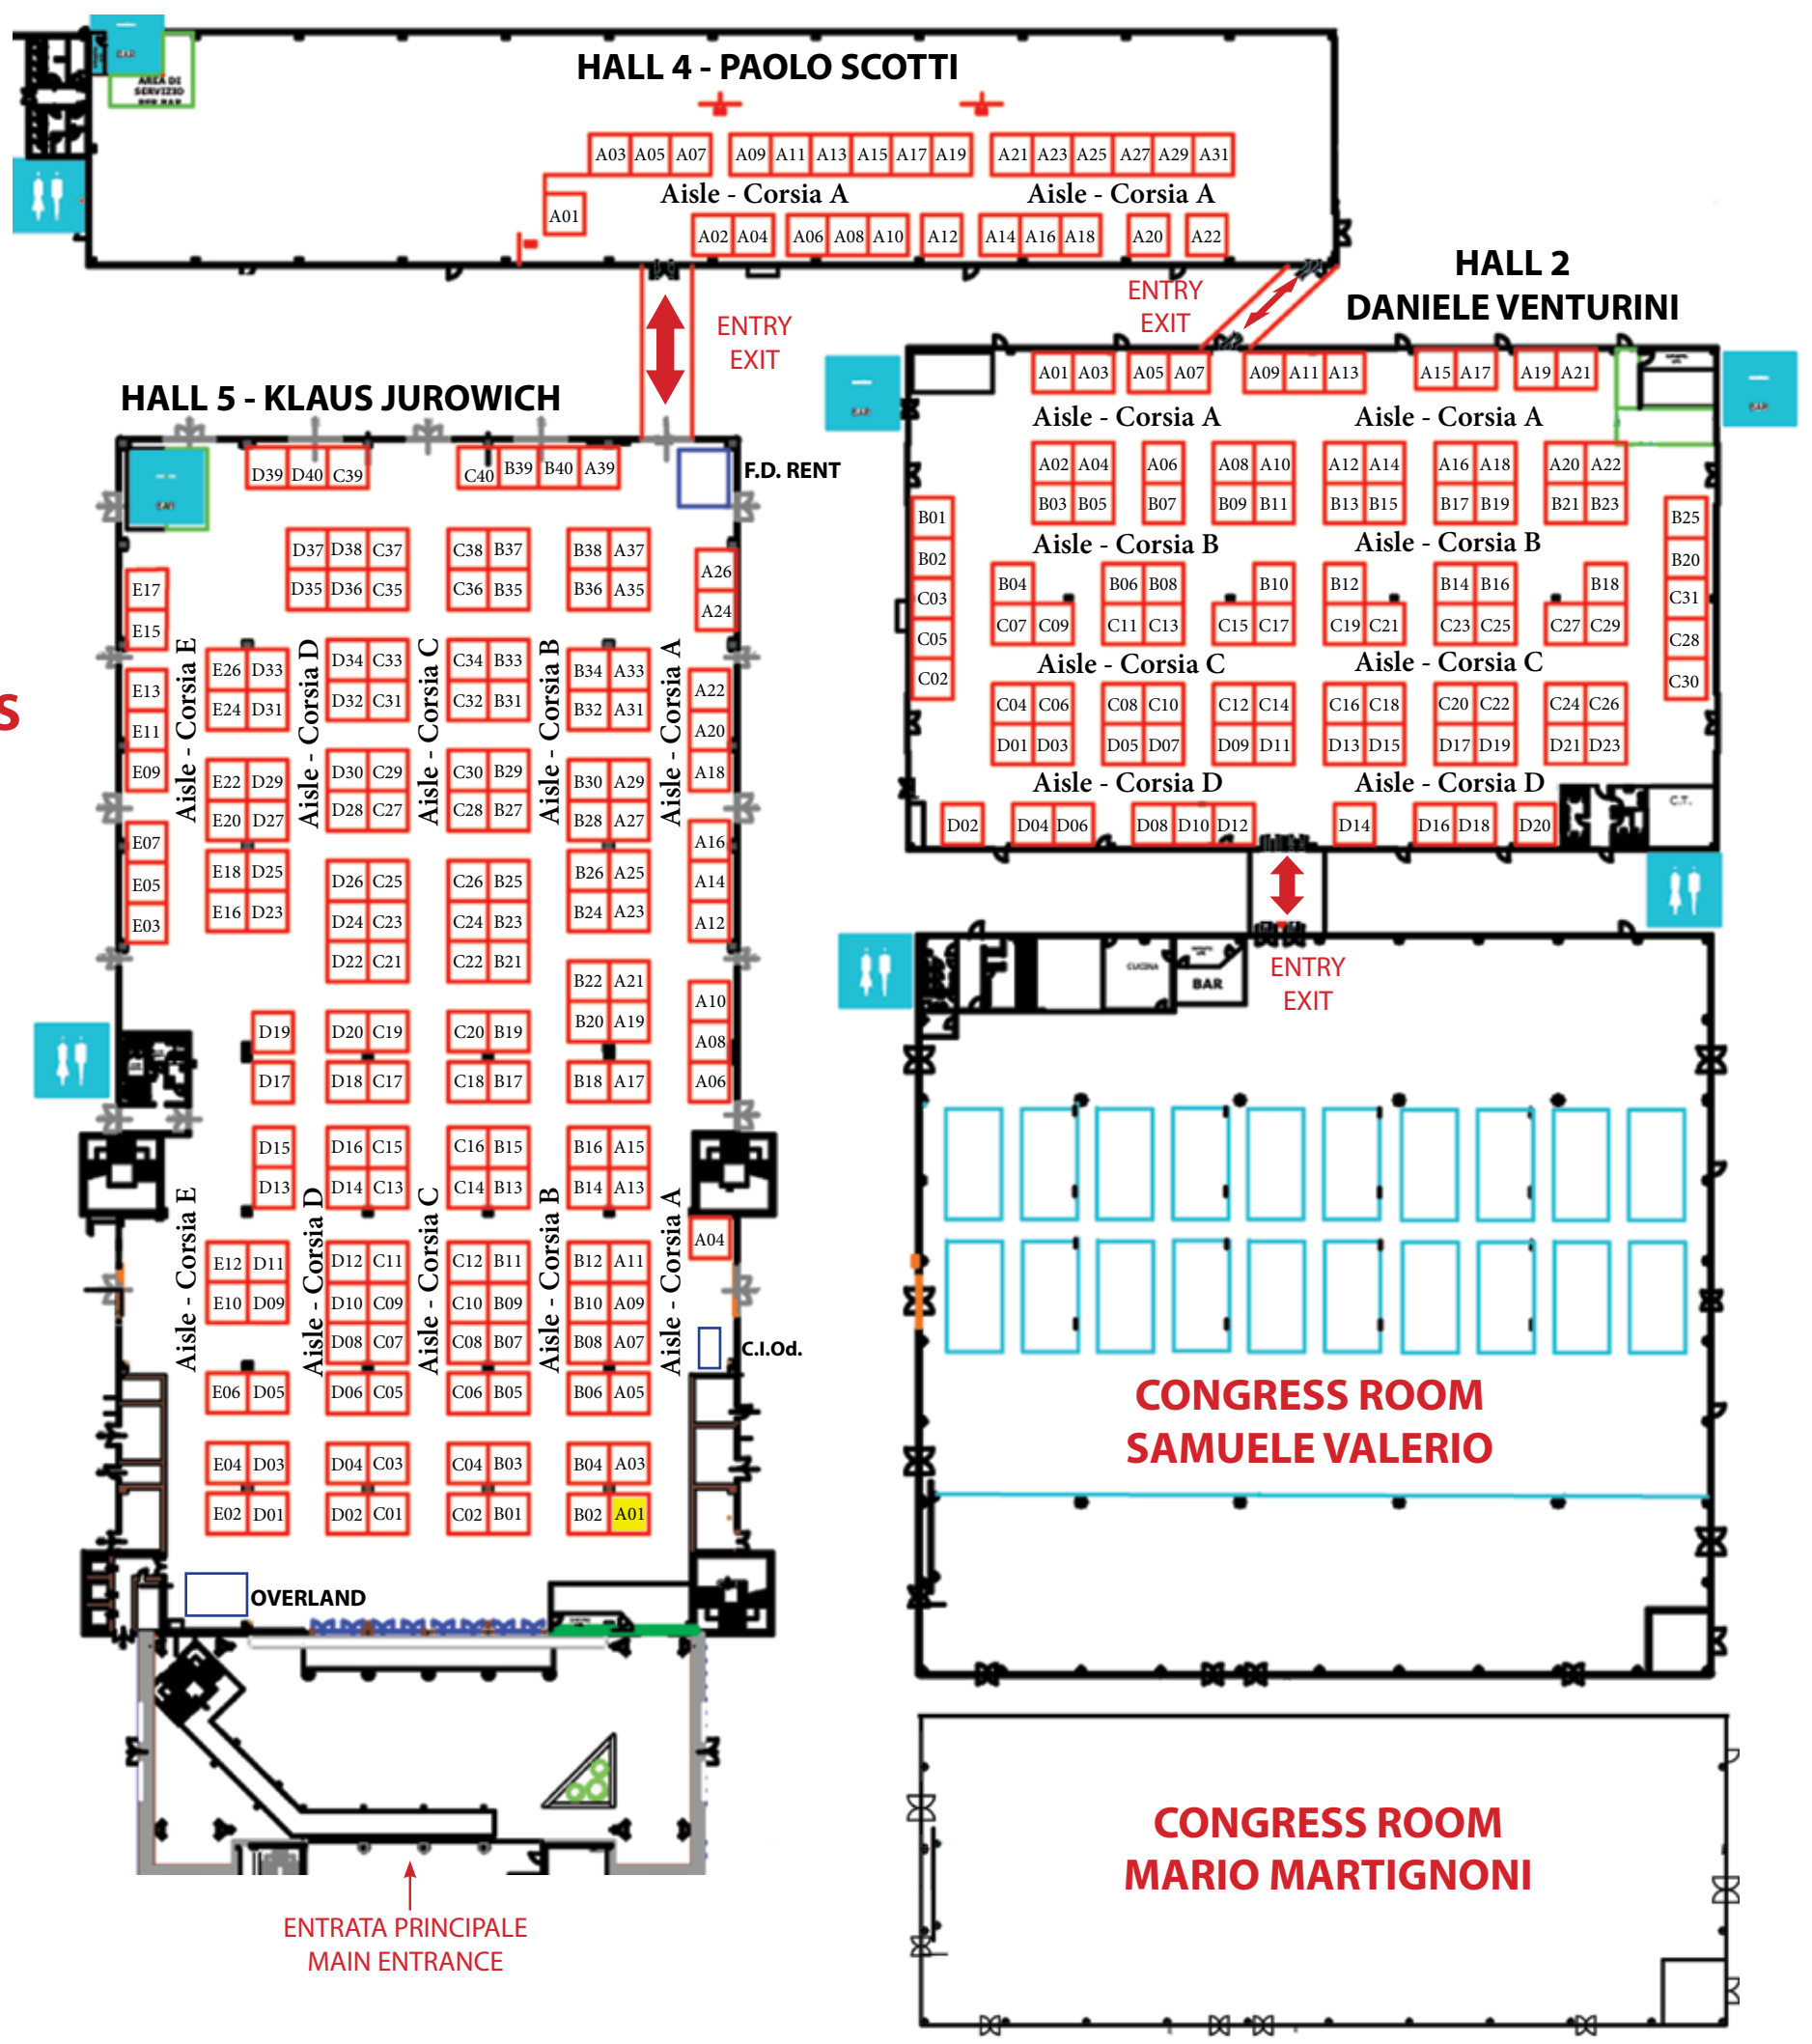 BAR
AREA DI
SERVIZIO
PER BAR
HALL 4 - PAOLO SCOTTI
A03 A05 A07 A09 A11 A13 A15 A17 A19 A21 A23 A25 A27 A29 A31
Aisle - Corsia A Aisle - Corsia A
A01
A02 A04 A06 A08 A10 A12 A14 A16 A18 A20 A22
ENTRY
EXIT
ENTRY
EXIT
HALL 2
DANIELE VENTURINI
BAR
BAR
A01 A03 A05 A07 A09 A11 A13 A15 A17 A19 A21
Aisle - Corsia A Aisle - Corsia A
A02 A04 A06 A08 A10 A12 A14 A16 A18 A20 A22
B03 B05 B07 B09 B11 B13 B15 B17 B19 B21 B23
B01 B25
Aisle - Corsia B Aisle - Corsia B
B02 B20
B04 B06 B08 B10 B12 B14 B16 B18
C03 C31
C07 C09 C11 C13 C15 C17 C19 C21 C23 C25 C27 C29
C05 C28
Aisle - Corsia C Aisle - Corsia C
C02 C30
C04 C06 C08 C10 C12 C14 C16 C18 C20 C22 C24 C26
D01 D03 D05 D07 D09 D11 D13 D15 D17 D19 D21 D23
Aisle - Corsia D Aisle - Corsia D
D02 D04 D06 D08 D10 D12 D14 D16 D18 D20
C.T.
HALL 5 - KLAUS JUROWICH
F.D. RENT
BAR
D39 D40 C39 C40 B39 B40 A39
D37 D38 C37 C38 B37 B38 A37
A26
E17 D35 D36 C35 C36 B35 B36 A35
A24
E15
Aisle - Corsia E Aisle - Corsia D Aisle - Corsia C Aisle - Corsia B Aisle - Corsia A
E26 D33 D34 C33 C34 B33 B34 A33
E13 A22
S
E24 D31 D32 C31 C32 B31 B32 A31
E11 A20
E09 A18
E22 D29 D30 C29 C30 B29 B30 A29
E20 D27 D28 C27 C28 B27 B28 A27
E07 A16
E18 D25 D26 C25 C26 B25 B26 A25
E05 A14
E16 D23 D24 C23 C24 B23 B24 A23
E03 A12
D22 C21 C22 B21 B22 A21
A10
D19 D20 C19 C20 B19 B20 A19
A08
D17 D18 C17 C18 B17 B18 A17 A06
D15 D16 C15 C16 B15 B16 A15
D13 D14 C13 C14 B13 B14 A13
Aisle - Corsia E Aisle - Corsia D Aisle - Corsia C Aisle - Corsia B Aisle - Corsia A
A04
E12 D11 D12 C11 C12 B11 B12 A11
E10 D09 D10 C09 C10 B09 B10 A09
D08 C07 C08 B07 B08 A07
C.I.Od.
E06 D05 D06 C05 C06 B05 B06 A05
E04 D03 D04 C03 C04 B03 B04 A03
E02 D01 D02 C01 C02 B01 B02 A01
OVERLAND
ENTRATA PRINCIPALE
MAIN ENTRANCE
CUCINA
BAR
ENTRY
EXIT
CONGRESS ROOM
SAMUELE VALERIO
CONGRESS ROOM
MARIO MARTIGNONI